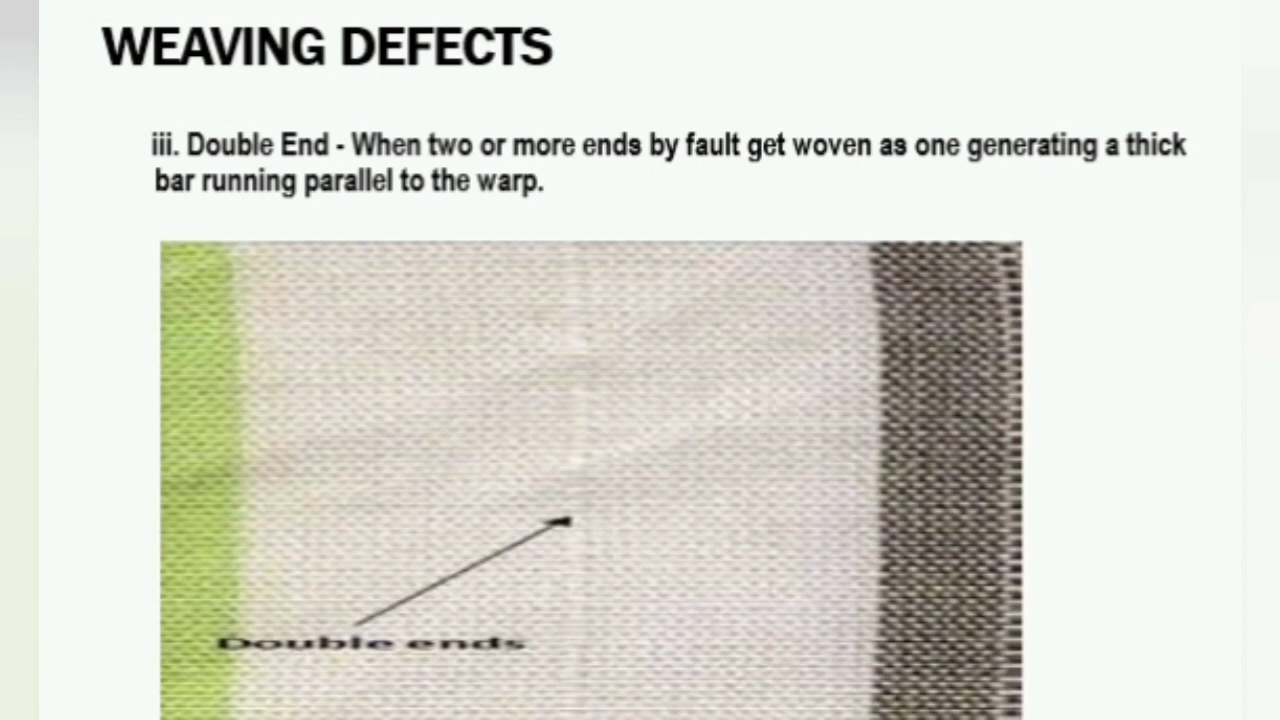 WEAVING DEFECTS
iii. Double End - When two or more ends by fault get woven as one generating a thick
bar running parallel to the warp.
Double ends